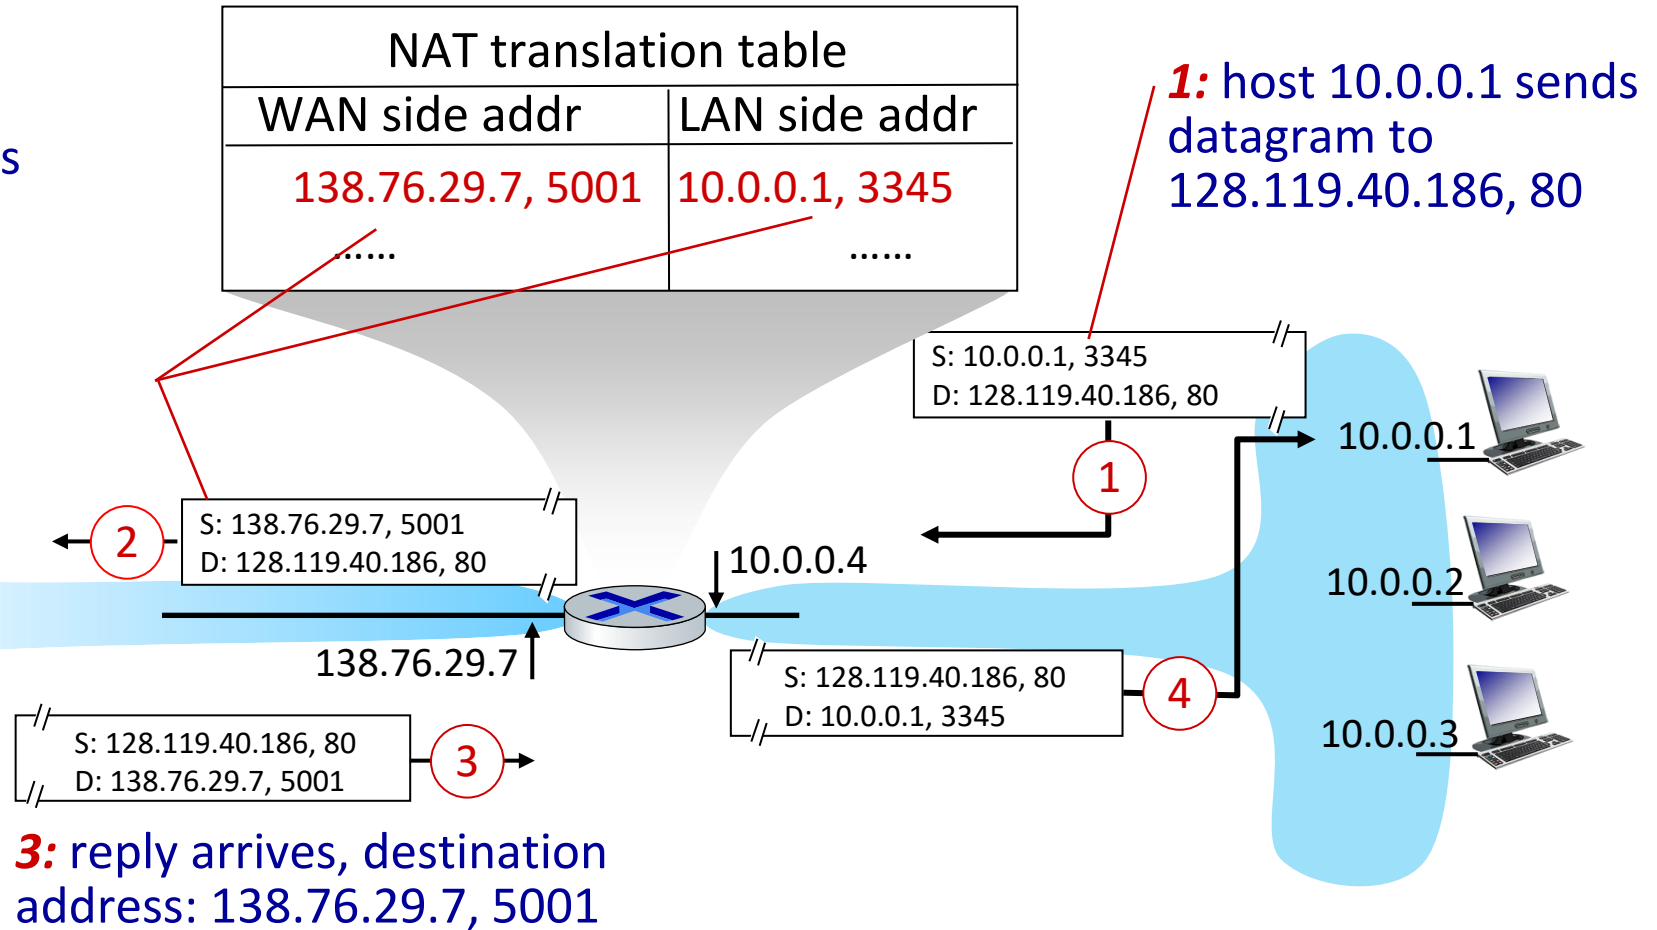 NAT translation table
WAN side addr LAN side addr
138.76.29.7, 5001 10.0.0.1, 3345
…… ……
s
1: host 10.0.0.1 sends
datagram to
128.119.40.186, 80
S: 10.0.0.1, 3345
D: 128.119.40.186, 80
1
10.0.0.1
2
S: 138.76.29.7, 5001
D: 128.119.40.186, 80
10.0.0.4
10.0.0.2
138.76.29.7
S: 128.119.40.186, 80
D: 10.0.0.1, 3345
4
10.0.0.3
S: 128.119.40.186, 80
D: 138.76.29.7, 5001
3
3: reply arrives, destination
address: 138.76.29.7, 5001